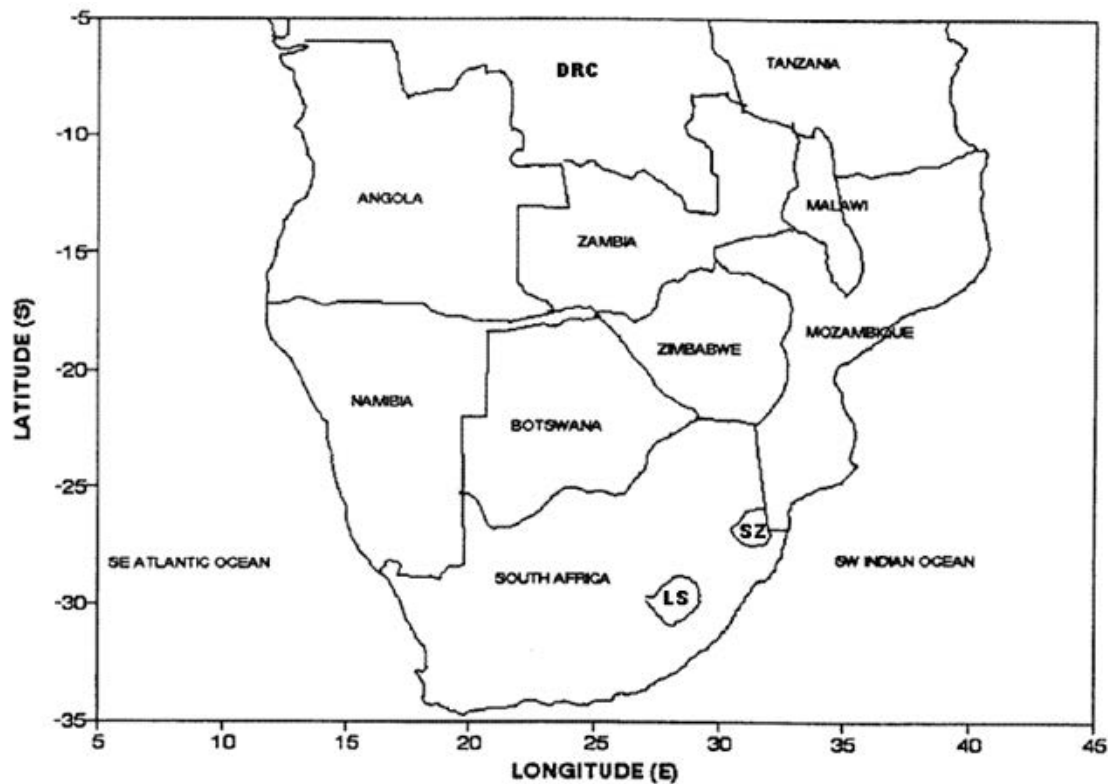 -5
DRC
TANZANIA
-10
ANGOLA
MALAWI
ZAMBIA
-15
LATITUDE (S)
MOZAMBIQUE
ZIMBABWE
-20
NAMIBIA
BOTSWANA
-25
SZ
SE ATLANTIC OCEAN
SOUTH AFRICA
SW INDIAN OCEAN
LS
-30
-35
5 10 15 20 25 30 35 40 45
LONGITUDE (E)